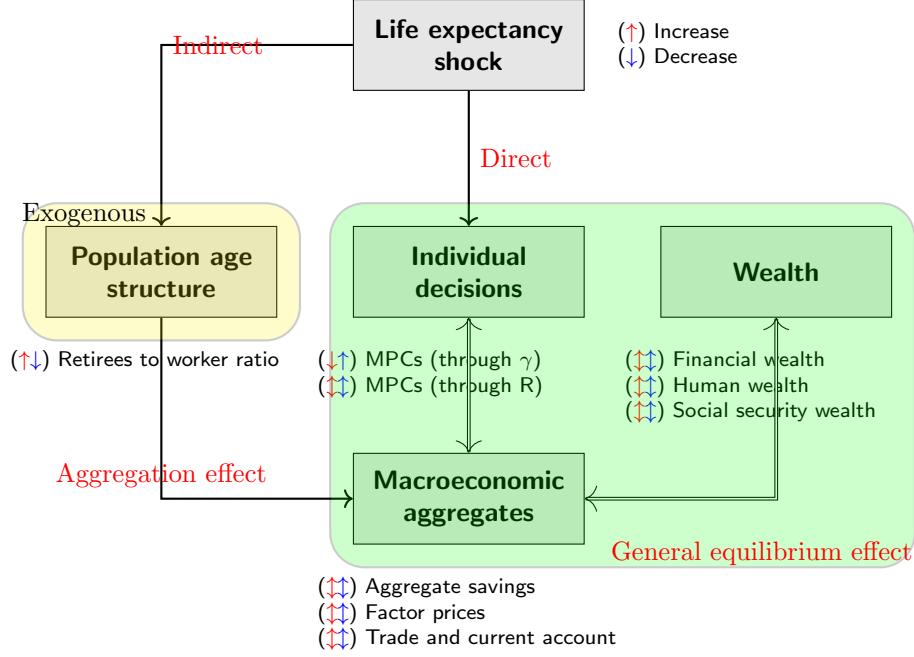 Life expectancy
shock
(↑) Increase
(↓) Decrease
Indirect
Direct
Exogenous
Population age
structure
Individual
decisions
Wealth
(↑↓) Retirees to worker ratio
(↓↑) MPCs (through γ)
(↕↕) MPCs (through R)
(↕↕) Financial wealth
(↕↕) Human wealth
(↕↕) Social security wealth
Aggregation effect
Macroeconomic
aggregates
General equilibrium effect
(↕↕) Aggregate savings
(↕↕) Factor prices
(↕↕) Trade and current account